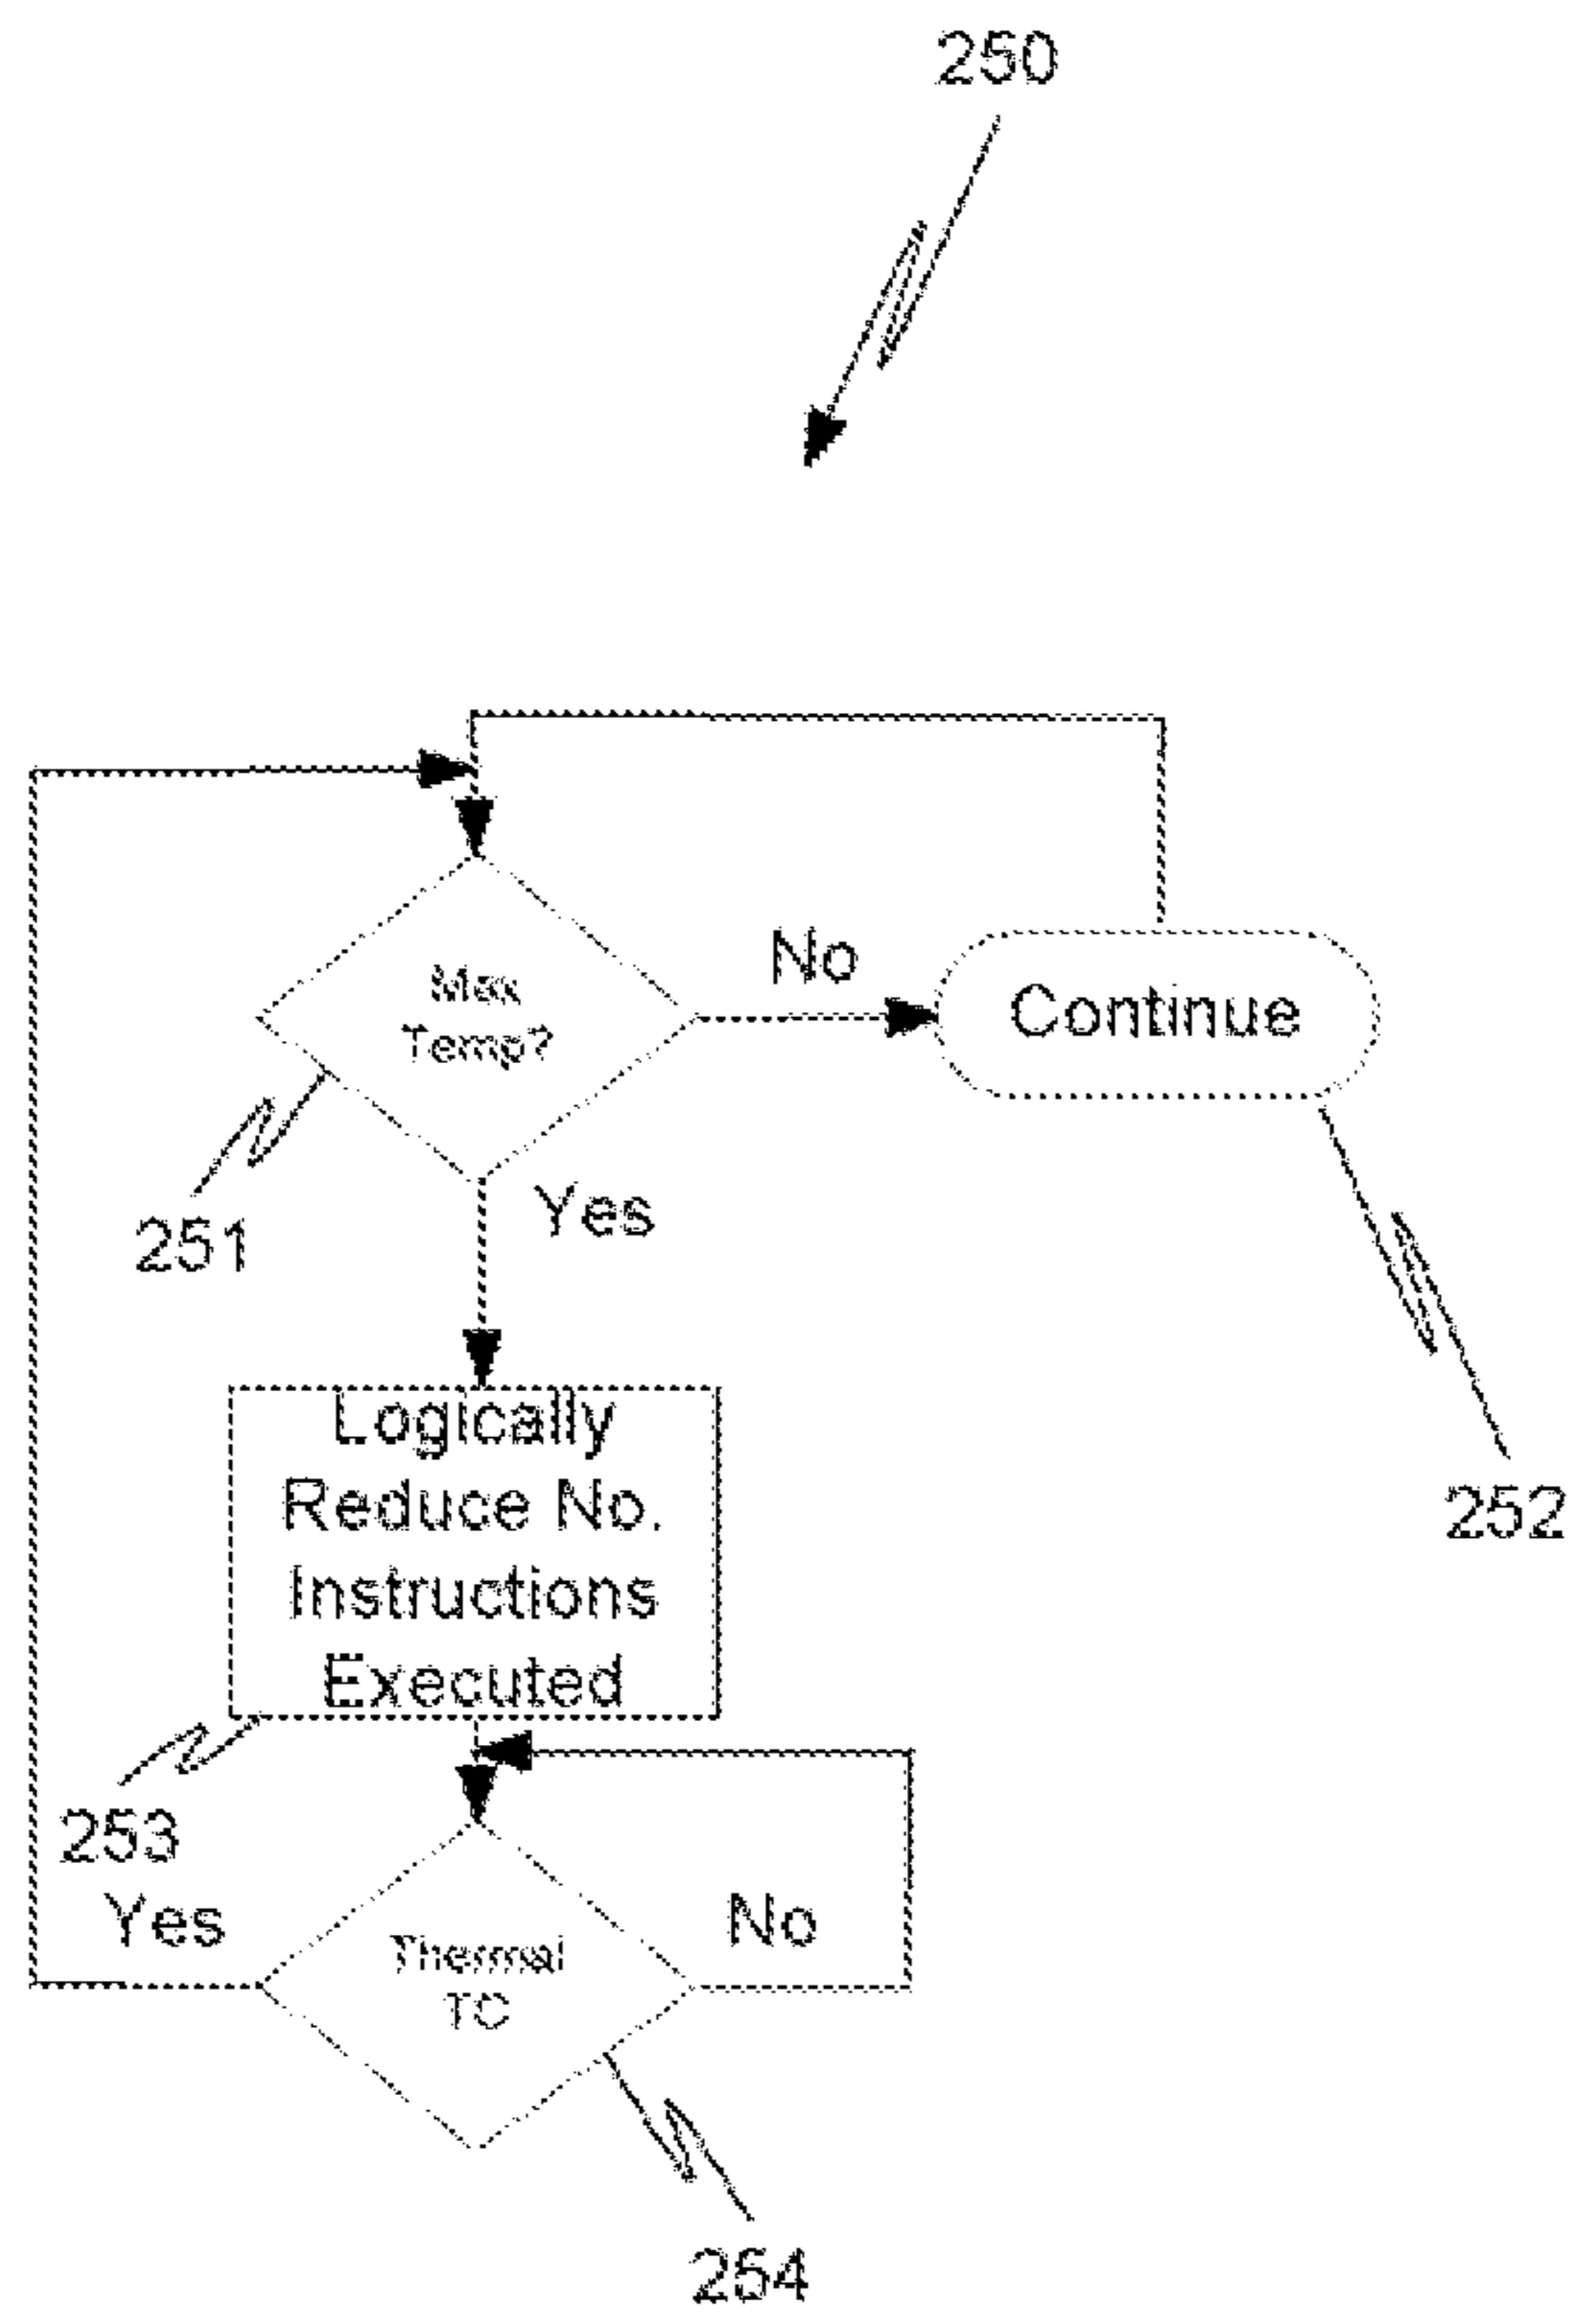 250
Max
Temp?
No
Continue
251
Yes
252
Logically
Reduce No.
Instructions
Executed
253
Yes
Thermal
TC
No
254